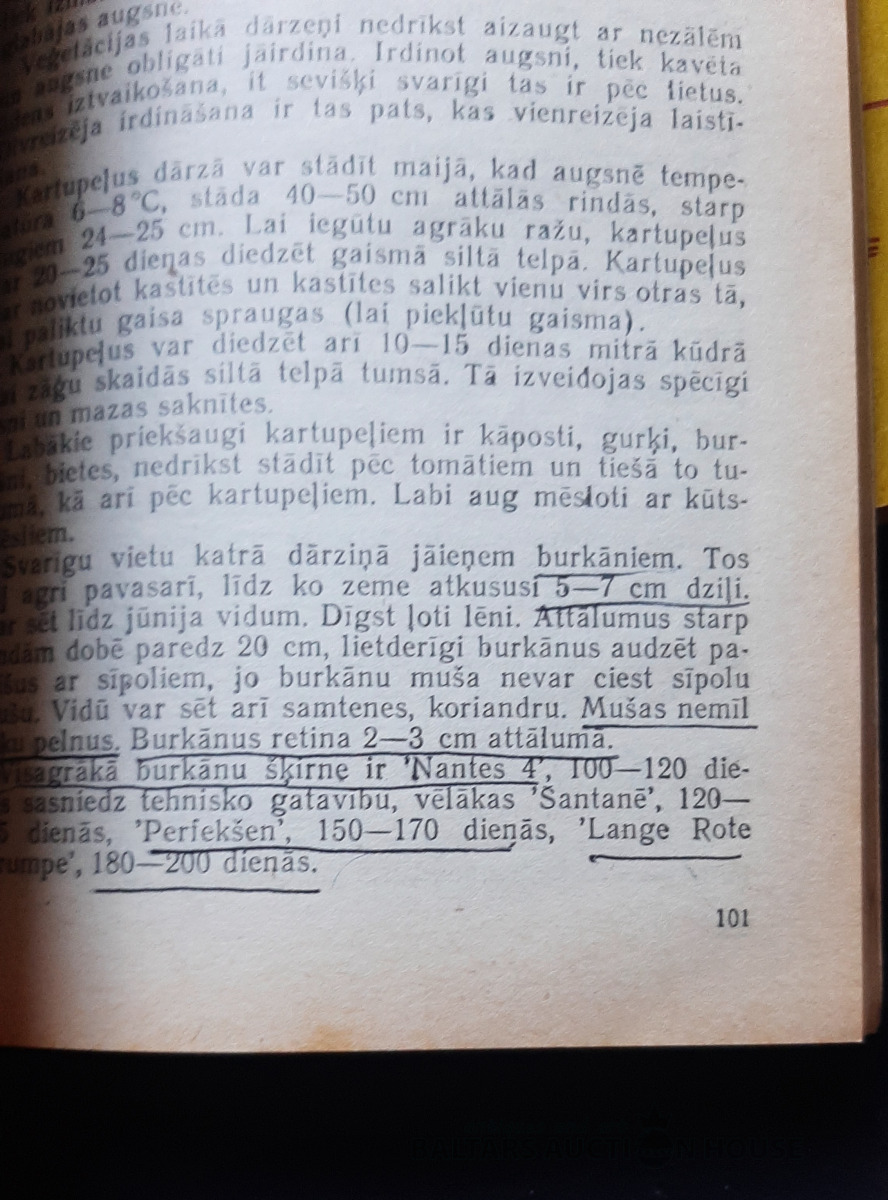 glabājas augsnē.
Veģetācijas laikā dārzeņi nedrīkst aizaugt ar nezālēm
augsne obligāti jāirdina. Irdinot augsni, tiek kavēta
iztvaikošana, it sevišķi svarīgi tas ir pēc lietus.
irdināšana ir tas pats, kas vienreizēja laistī-
Kartupeļus dārzā var stādīt maijā, kad augsnē tempe-
6—8°C, stāda 40—50 cm attālās rindās, starp
24—25 cm. Lai iegūtu agrāku ražu, kartupeļus
20—25 dienas diedzēt gaismā siltā telpā. Kartupeļus
novietot kastītēs un kastītes salikt vienu virs otras tā,
paliktu gaisa spraugas (lai piekļūtu gaisma).
Kartupeļus var diedzēt arī 10—15 dienas mitrā kūdrā
zāģu skaidās siltā telpā tumsā. Tā izveidojas spēcīgi
un mazas saknītes.
Labākie priekšaugi kartupeļiem ir kāposti, gurķi, bur-
bietes, nedrīkst stādīt pēc tomātiem un tiešā to tu-
kā arī pēc kartupeļiem. Labi aug mēsloti ar kūts-
Svarīgu vietu katrā dārziņā jāieņem burkāniem. Tos
agri pavasarī, līdz ko zeme atkususi 5—7 cm dziļi.
sēt līdz jūnija vidum. Dīgst ļoti lēni. Attālumus starp
dobē paredz 20 cm, lietderīgi burkānus audzēt pa-
ar sīpoliem, jo burkānu muša nevar ciest sīpolu
Vidū var sēt arī samtenes, koriandru. Mušas nemīl
pelnus. Burkānus retina 2—3 cm attālumā.
Visagrākā burkānu šķirne ir 'Nantes 4', 100—120 die-
sasniedz tehnisko gatavību, vēlākas 'Šantanē', 120—
dienās, 'Perfekšen', 150—170 dienās, 'Lange Rote
180—200 dienās.
101
BALTARS AUCTION HOUSE